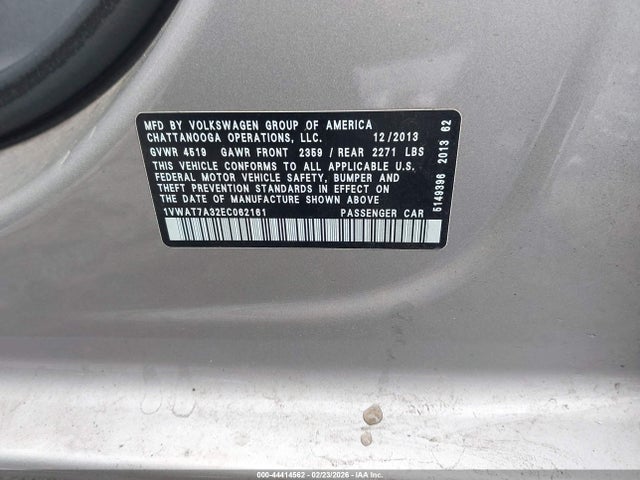 MFD BY VOLKSWAGEN GROUP OF AMERICA
CHATTANOOGA OPERATIONS, LLC. 12/2013
GVWR 4519 GAWR FRONT 2359 / REAR 2271 LBS
THIS VEHICLE CONFORMS TO ALL APPLICABLE U.S.
FEDERAL MOTOR VEHICLE SAFETY, BUMPER AND
THEFT PREVENTION STANDARDS IN EFFECT ON
THE DATE OF MANUFACTURE SHOWN ABOVE.
1VWAT7A32EC062161 PASSENGER CAR
5149396 2013 62
000-44414562 - 02/23/2026 - IAA Inc.